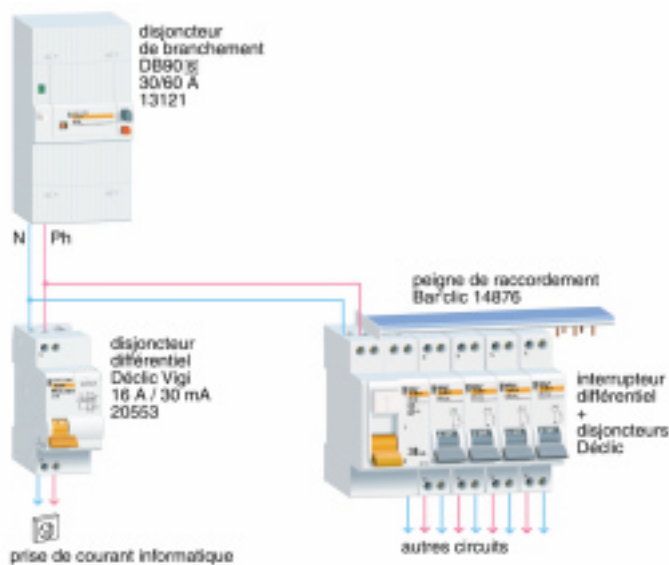 disjoncteur
de branchement
DB90 S
30/60 A
13121
N
Ph
peigne de raccordement
Bar'clic 14876
disjoncteur
différentiel
Déclic Vigi
16 A / 30 mA
20553
interrupteur
différentiel
+
disjoncteurs
Déclic
autres circuits
prise de courant informatique